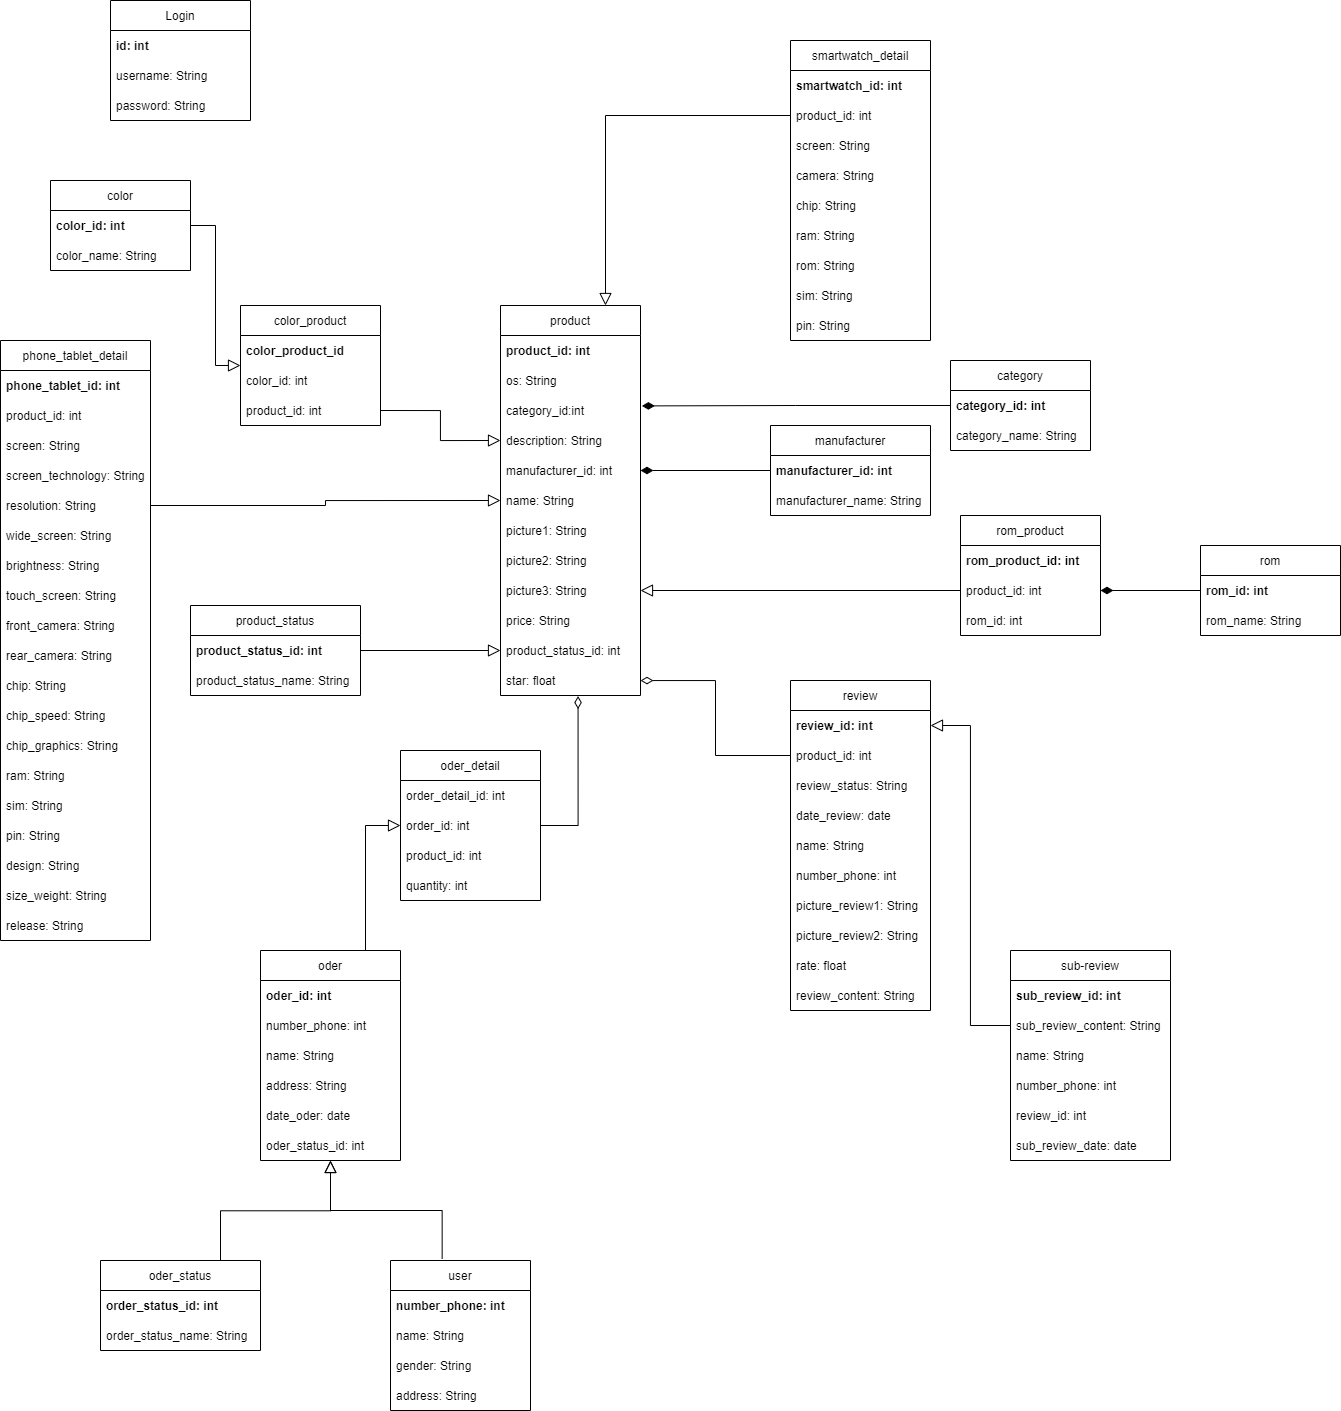 Login
id: int
username: String
password: String
smartwatch_detail
smartwatch_id: int
product_id: int
screen: String
camera: String
chip: String
ram: String
rom: String
sim: String
pin: String
color
color_id: int
color_name: String
color_product
color_product_id
color_id: int
product_id: int
product
product_id: int
os: String
category_id:int
description: String
manufacturer_id: int
name: String
picture1: String
picture2: String
picture3: String
price: String
product_status_id: int
star: float
phone_tablet_detail
phone_tablet_id: int
product_id: int
screen: String
screen_technology: String
resolution: String
wide_screen: String
brightness: String
touch_screen: String
front_camera: String
rear_camera: String
chip: String
chip_speed: String
chip_graphics: String
ram: String
sim: String
pin: String
design: String
size_weight: String
release: String
category
category_id: int
category_name: String
manufacturer
manufacturer_id: int
manufacturer_name: String
rom_product
rom_product_id: int
product_id: int
rom_id: int
rom
rom_id: int
rom_name: String
product_status
product_status_id: int
product_status_name: String
review
review_id: int
product_id: int
review_status: String
date_review: date
name: String
number_phone: int
picture_review1: String
picture_review2: String
rate: float
review_content: String
oder_detail
order_detail_id: int
order_id: int
product_id: int
quantity: int
oder
oder_id: int
number_phone: int
name: String
address: String
date_oder: date
oder_status_id: int
sub-review
sub_review_id: int
sub_review_content: String
name: String
number_phone: int
review_id: int
sub_review_date: date
oder_status
order_status_id: int
order_status_name: String
user
number_phone: int
name: String
gender: String
address: String